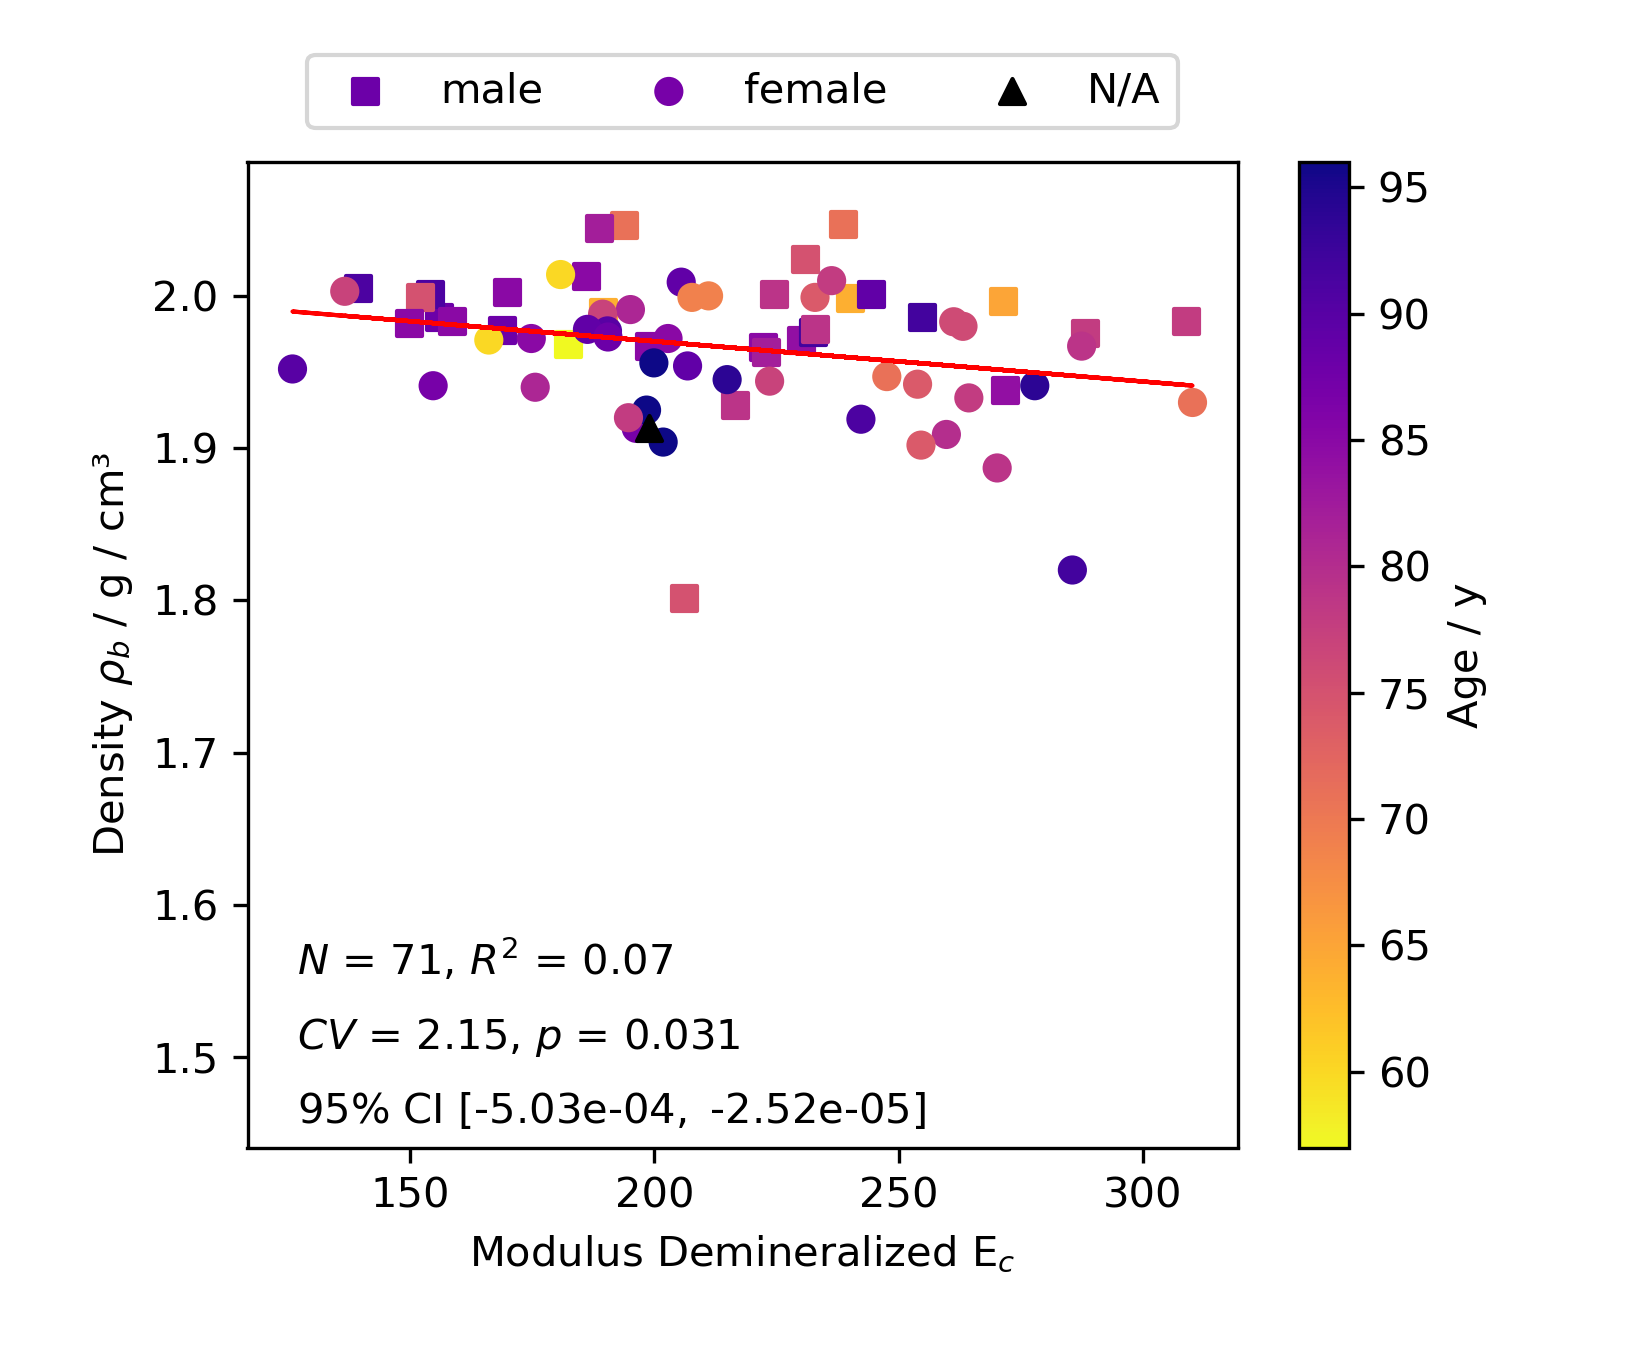 male female N/A
2.0
1.9
1.8
1.7
1.6
1.5
Density ρb / g / cm³
N = 71, R² = 0.07
CV = 2.15, p = 0.031
95% CI [-5.03e-04, -2.52e-05]
150 200 250 300
Modulus Demineralized Ec
95
90
85
80
75
70
65
60
Age / y